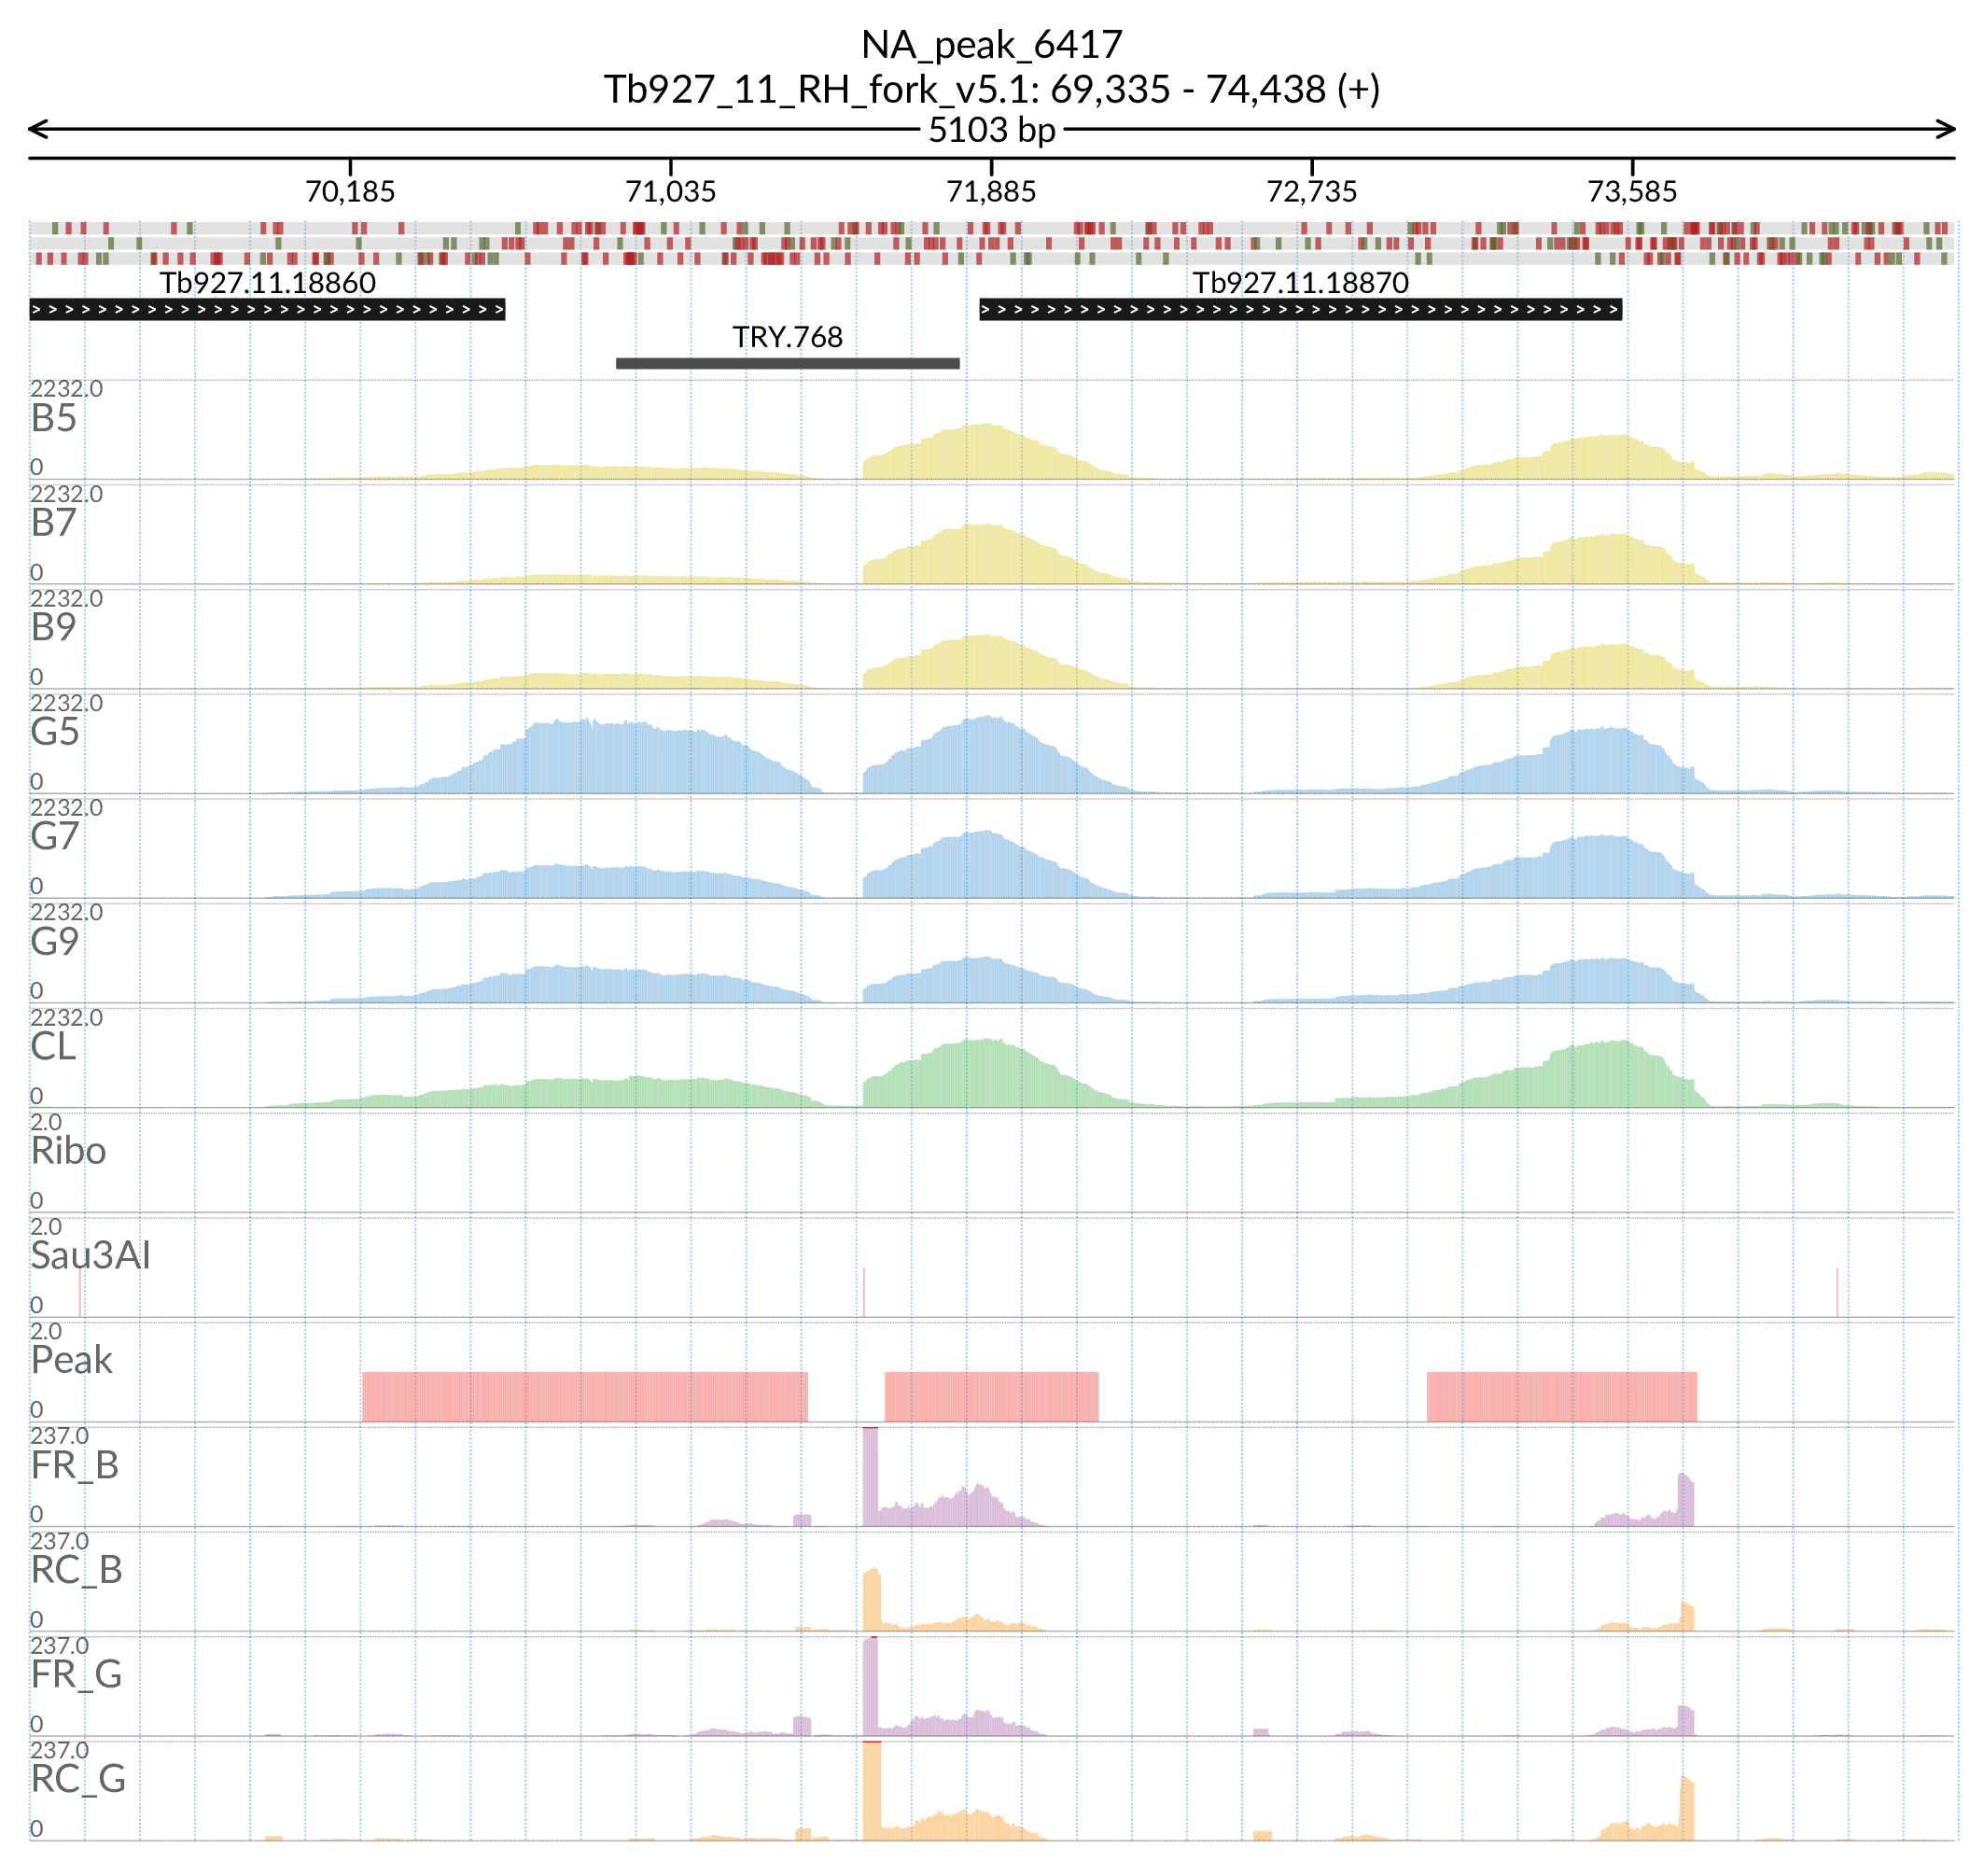 NA_peak_6417
Tb927_11_RH_fork_v5.1: 69,335 - 74,438 (+)
5103 bp
70,185 71,035 71,885 72,735 73,585
Tb927.11.18860 Tb927.11.18870
TRY.768
2232.0
B5
0
2232.0
B7
0
2232.0
B9
0
2232.0
G5
0
2232.0
G7
0
2232.0
G9
0
2232.0
CL
0
2.0
Ribo
0
2.0
Sau3AI
0
2.0
Peak
0
237.0
FR_B
0
237.0
RC_B
0
237.0
FR_G
0
237.0
RC_G
0